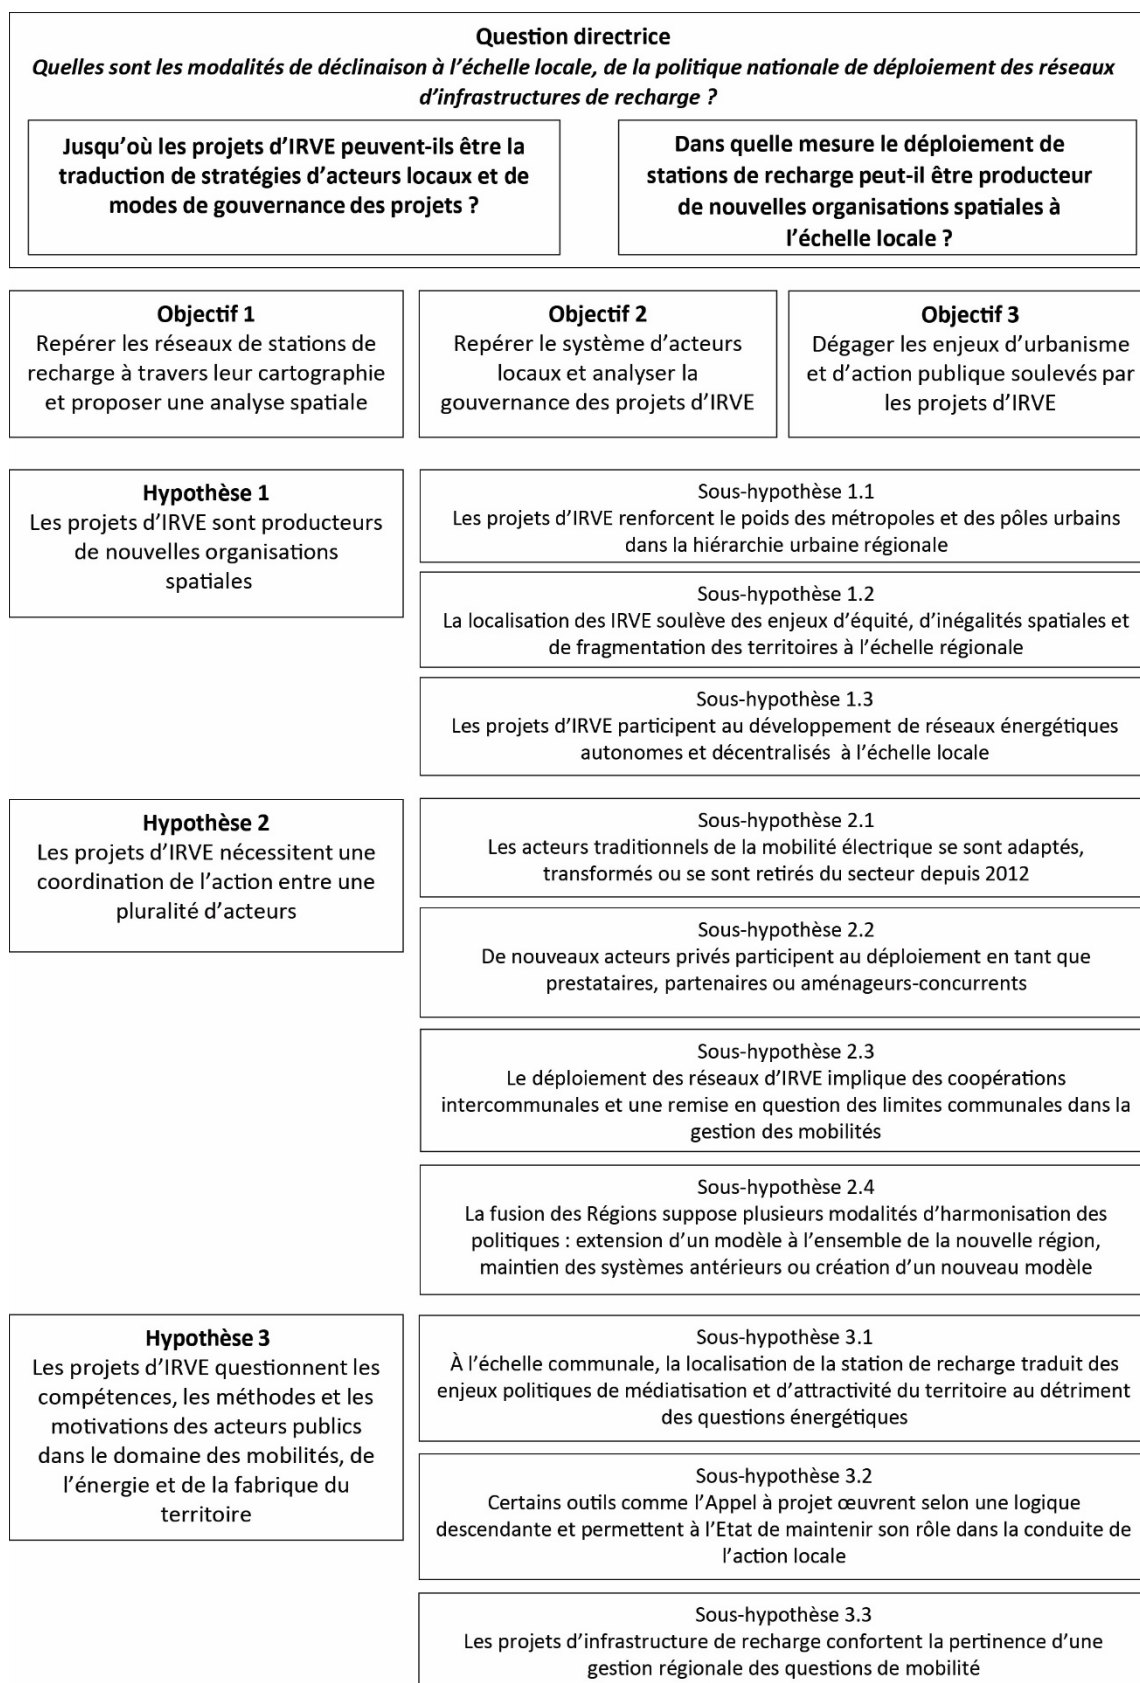 Question directrice
Quelles sont les modalités de déclinaison à l’échelle locale, de la politique nationale de déploiement des réseaux
d’infrastructures de recharge ?
Jusqu’où les projets d’IRVE peuvent-ils être la
traduction de stratégies d’acteurs locaux et de
modes de gouvernance des projets ?
Dans quelle mesure le déploiement de
stations de recharge peut-il être producteur
de nouvelles organisations spatiales à
l’échelle locale ?
Objectif 1
Repérer les réseaux de stations de
recharge à travers leur cartographie
et proposer une analyse spatiale
Objectif 2
Repérer le système d’acteurs
locaux et analyser la
gouvernance des projets d’IRVE
Objectif 3
Dégager les enjeux d’urbanisme
et d’action publique soulevés par
les projets d’IRVE
Hypothèse 1
Les projets d’IRVE sont producteurs
de nouvelles organisations
spatiales
Sous-hypothèse 1.1
Les projets d’IRVE renforcent le poids des métropoles et des pôles urbains
dans la hiérarchie urbaine régionale
Sous-hypothèse 1.2
La localisation des IRVE soulève des enjeux d’équité, d’inégalités spatiales et
de fragmentation des territoires à l’échelle régionale
Sous-hypothèse 1.3
Les projets d’IRVE participent au développement de réseaux énergétiques
autonomes et décentralisés à l’échelle locale
Hypothèse 2
Les projets d’IRVE nécessitent une
coordination de l’action entre une
pluralité d’acteurs
Sous-hypothèse 2.1
Les acteurs traditionnels de la mobilité électrique se sont adaptés,
transformés ou se sont retirés du secteur depuis 2012
Sous-hypothèse 2.2
De nouveaux acteurs privés participent au déploiement en tant que
prestataires, partenaires ou aménageurs-concurrents
Sous-hypothèse 2.3
Le déploiement des réseaux d’IRVE implique des coopérations
intercommunales et une remise en question des limites communales dans la
gestion des mobilités
Sous-hypothèse 2.4
La fusion des Régions suppose plusieurs modalités d’harmonisation des
politiques : extension d’un modèle à l’ensemble de la nouvelle région,
maintien des systèmes antérieurs ou création d’un nouveau modèle
Hypothèse 3
Les projets d’IRVE questionnent les
compétences, les méthodes et les
motivations des acteurs publics
dans le domaine des mobilités, de
l’énergie et de la fabrique du
territoire
Sous-hypothèse 3.1
À l’échelle communale, la localisation de la station de recharge traduit des
enjeux politiques de médiatisation et d’attractivité du territoire au détriment
des questions énergétiques
Sous-hypothèse 3.2
Certains outils comme l’Appel à projet œuvrent selon une logique
descendante et permettent à l’Etat de maintenir son rôle dans la conduite de
l’action locale
Sous-hypothèse 3.3
Les projets d’infrastructure de recharge confortent la pertinence d’une
gestion régionale des questions de mobilité